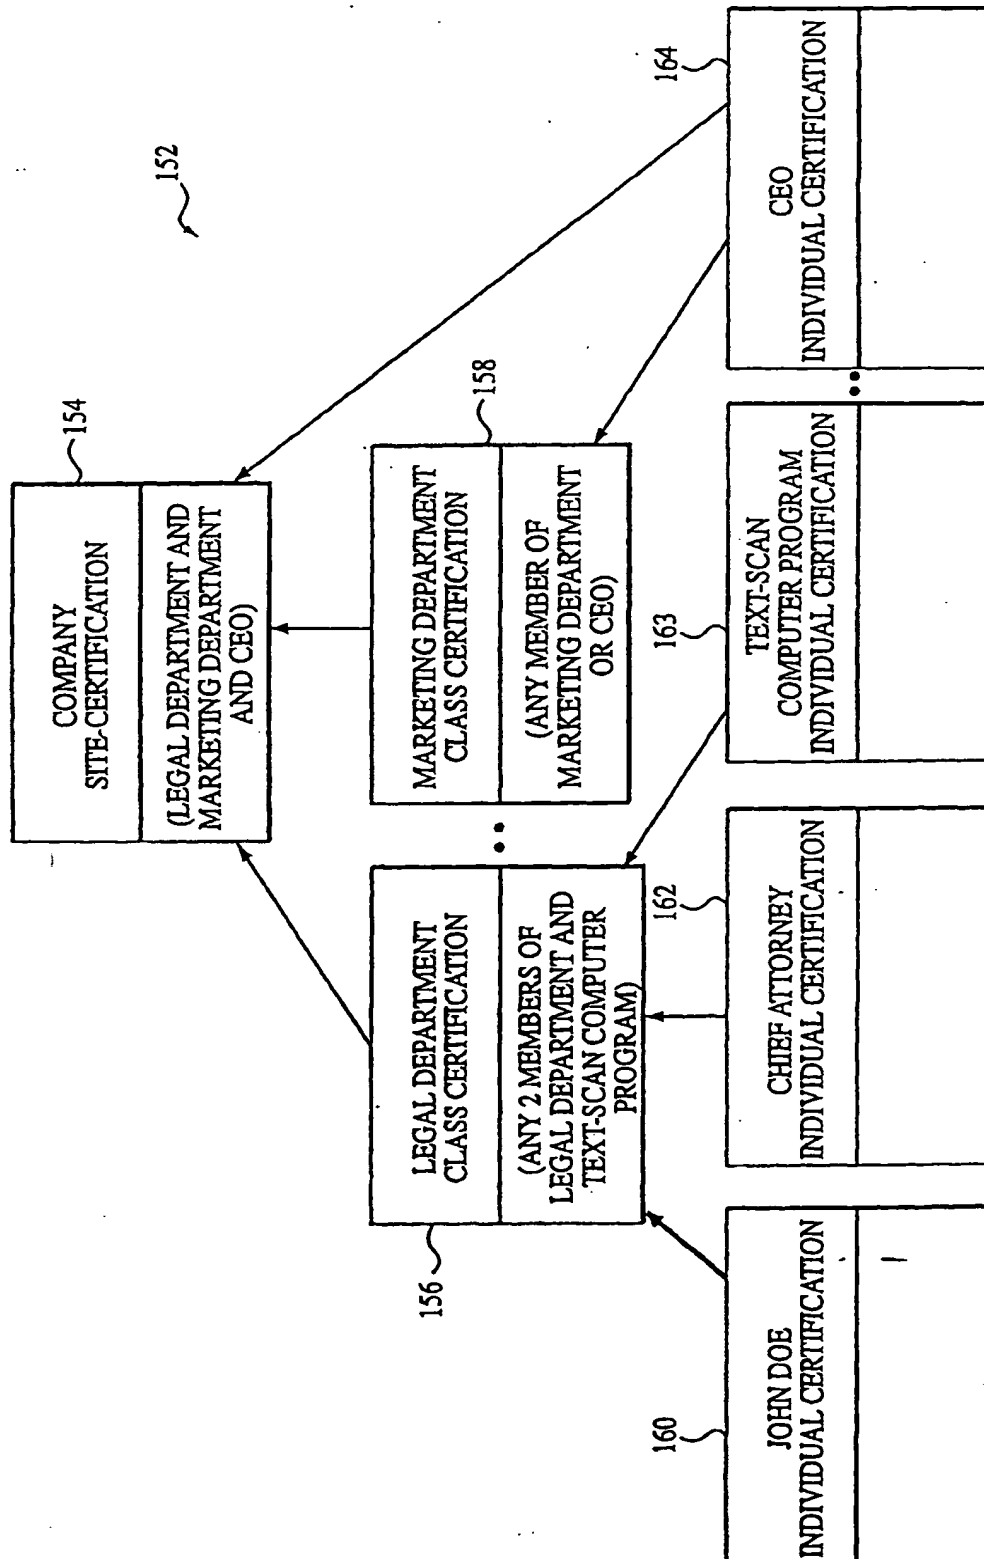 152
154
COMPANY
SITE-CERTIFICATION
(LEGAL DEPARTMENT AND
MARKETING DEPARTMENT
AND CEO)
156
LEGAL DEPARTMENT
CLASS CERTIFICATION
(ANY 2 MEMBERS OF
LEGAL DEPARTMENT AND
TEXT-SCAN COMPUTER
PROGRAM)
158
MARKETING DEPARTMENT
CLASS CERTIFICATION
(ANY MEMBER OF
MARKETING DEPARTMENT
OR CEO)
160
JOHN DOE
INDIVIDUAL CERTIFICATION
162
CHIEF ATTORNEY
INDIVIDUAL CERTIFICATION
163
TEXT-SCAN
COMPUTER PROGRAM
INDIVIDUAL CERTIFICATION
164
CEO
INDIVIDUAL CERTIFICATION